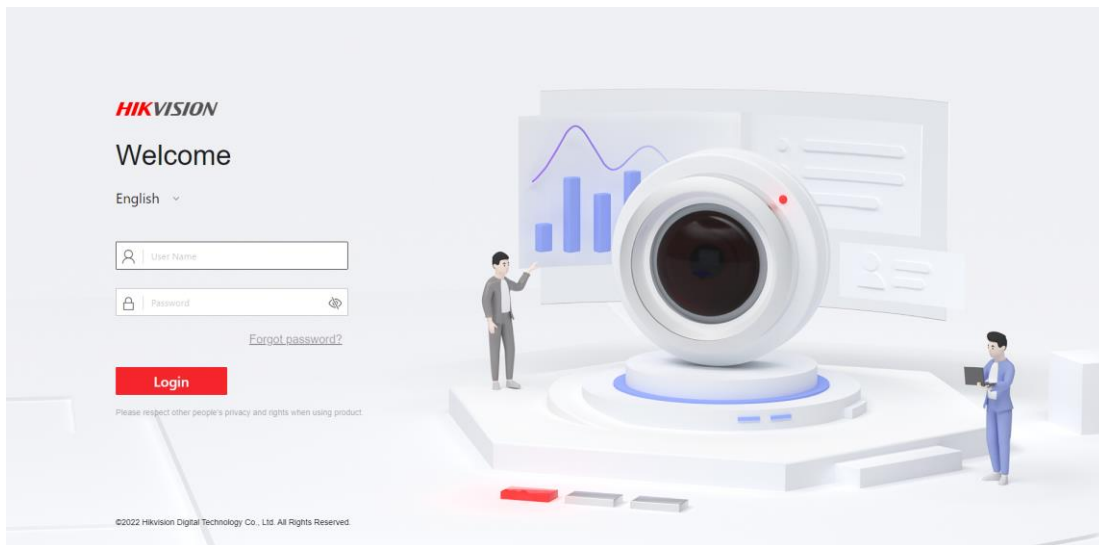 HIKVISION
Welcome
English
User Name
Password
Forgot password?
Login
Please respect other people's privacy and rights when using product.
©2022 Hikvision Digital Technology Co., Ltd. All Rights Reserved.